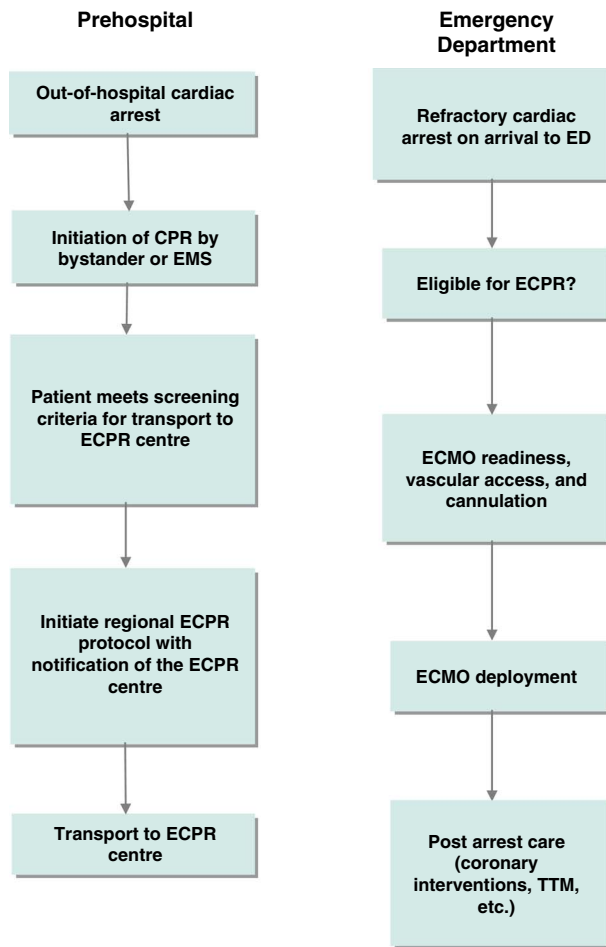 Prehospital
Out-of-hospital cardiac
arrest
Initiation of CPR by
bystander or EMS
Patient meets screening
criteria for transport to
ECPR centre
Initiate regional ECPR
protocol with
notification of the ECPR
centre
Transport to ECPR
centre
Emergency
Department
Refractory cardiac
arrest on arrival to ED
Eligible for ECPR?
ECMO readiness,
vascular access, and
cannulation
ECMO deployment
Post arrest care
(coronary
interventions, TTM,
etc.)